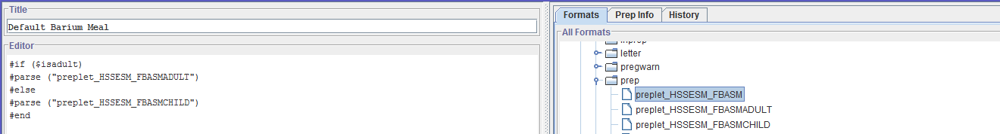 Title
Default Barium Meal
Editor
#if ($isadult)
#parse ("preplet_HSSESM_FBASMADULT")
#else
#parse ("preplet_HSSESM_FBASMCHILD")
#end
Formats Prep Info History
All Formats
letter
pregwarn
prep
preplet_HSSESM_FBASM
preplet_HSSESM_FBASMADULT
preplet_HSSESM_FBASMCHILD